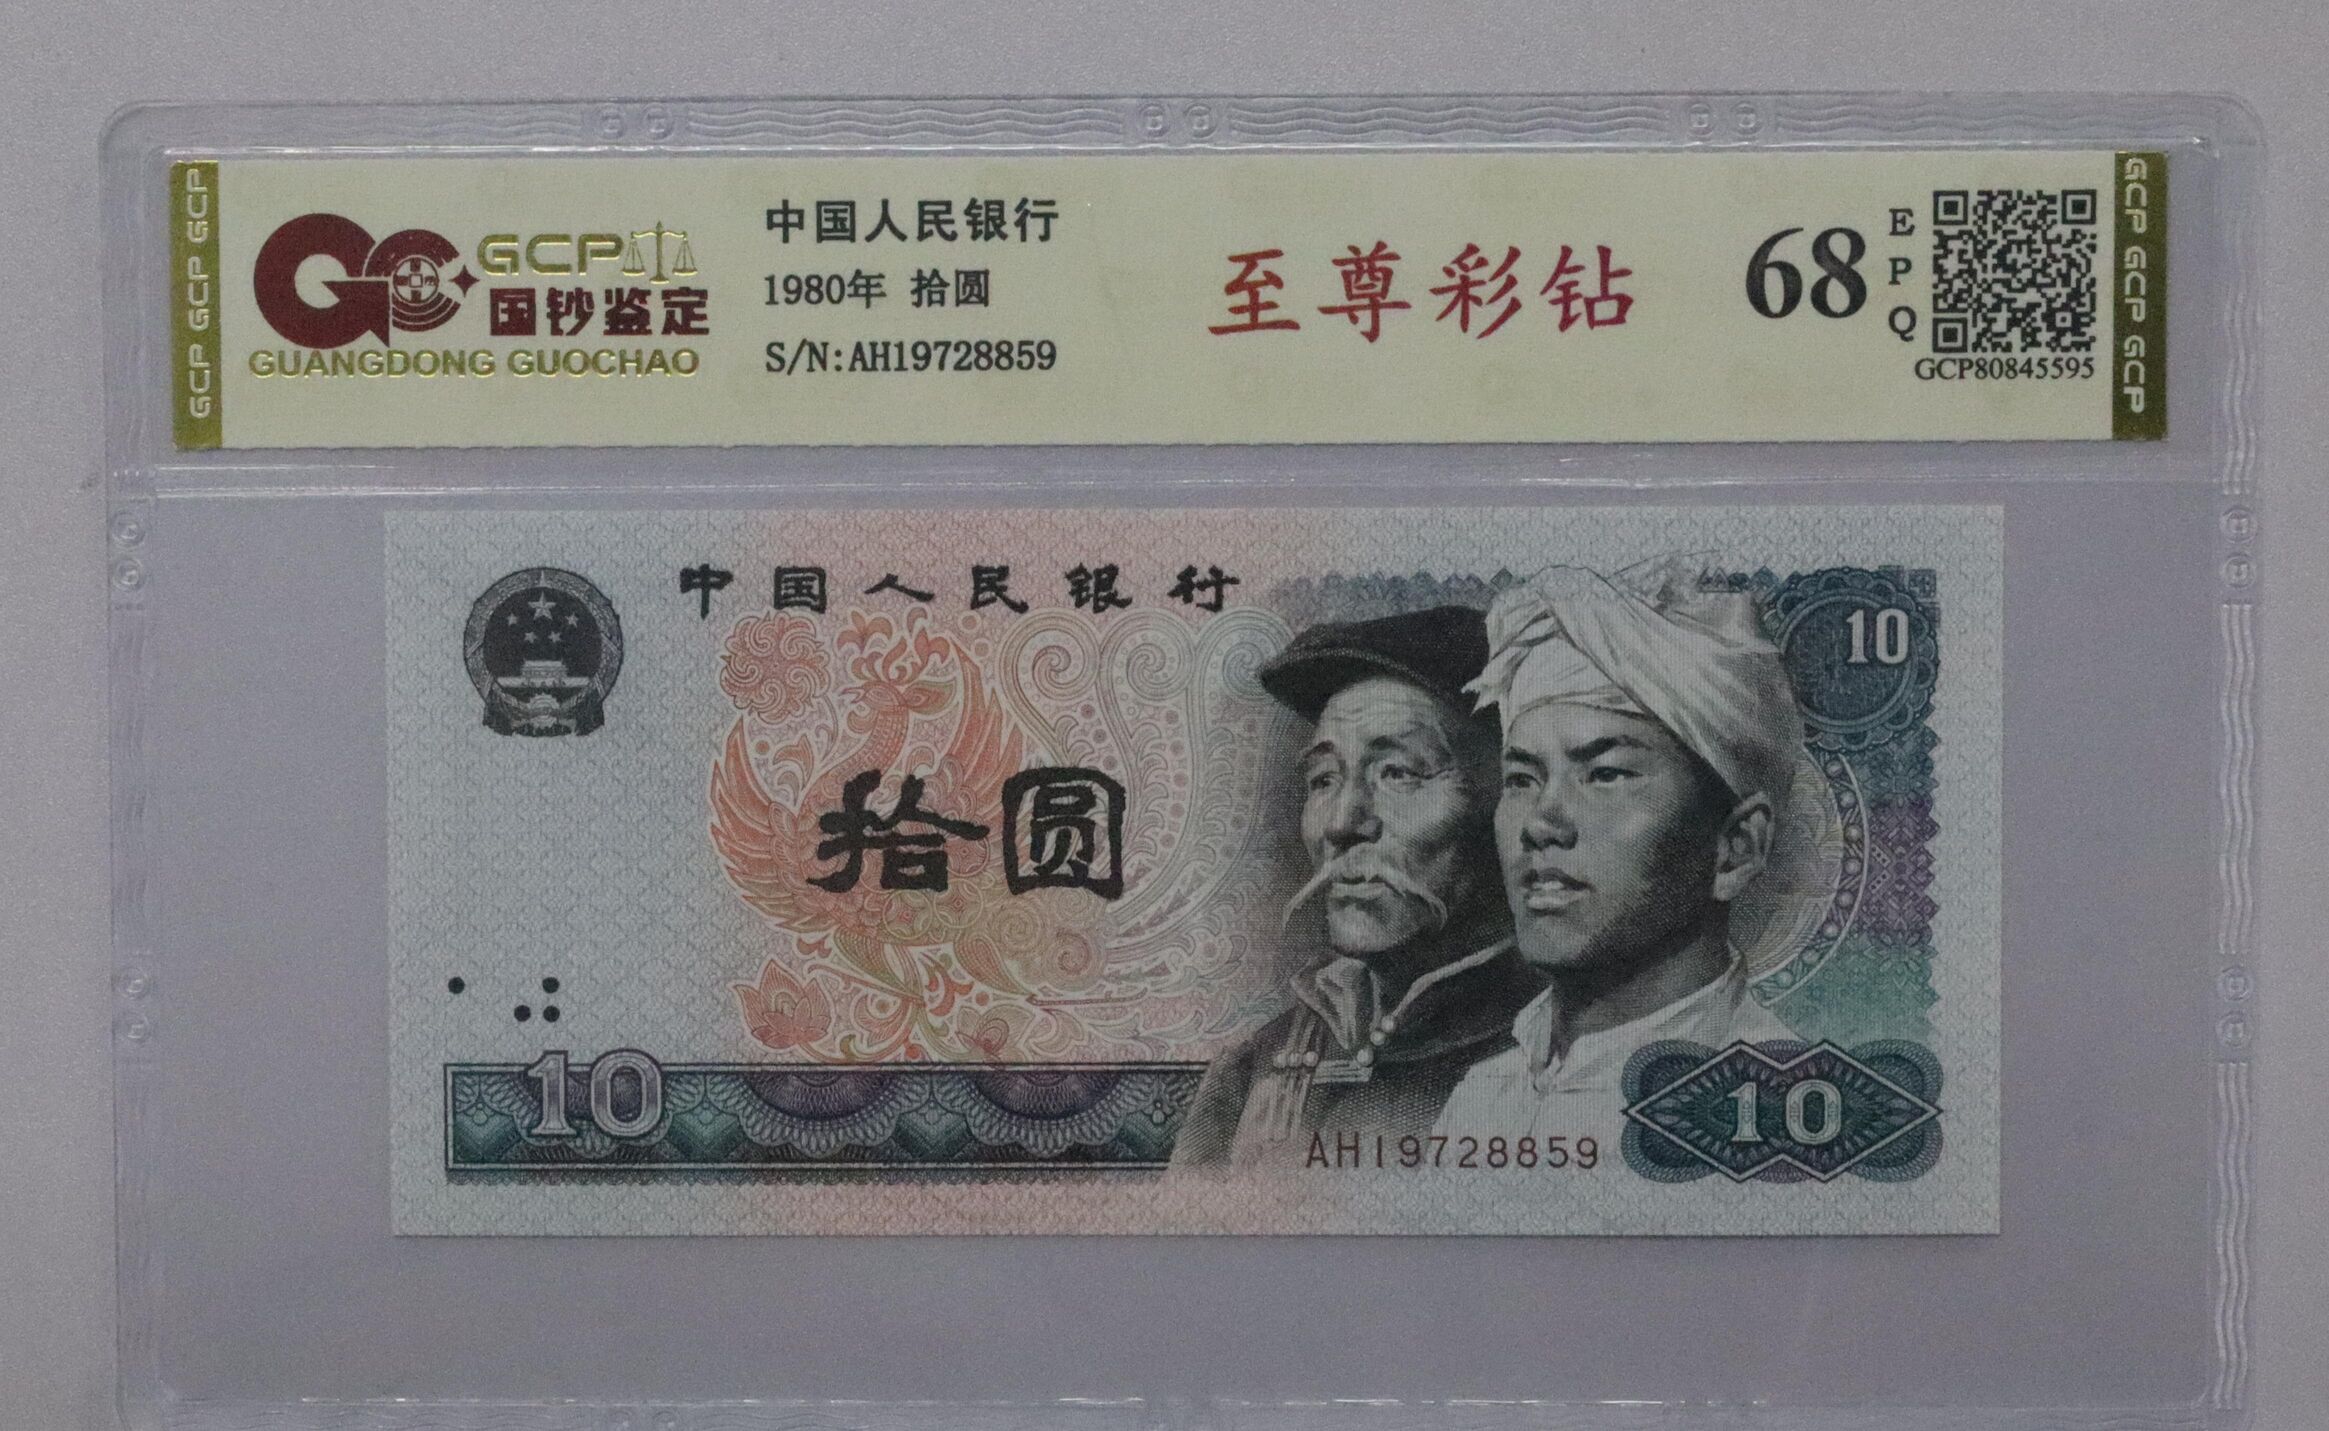 GCP GCP GCP
GCP
国钞鉴定
GUANGDONG GUOCHAO
中国人民银行
1980年 拾圆
S/N:AH19728859
至尊彩钻
68
E
P
Q
GCP80845595
GCP GCP GCP
中国人民银行
10
拾圆
10
AH19728859
10